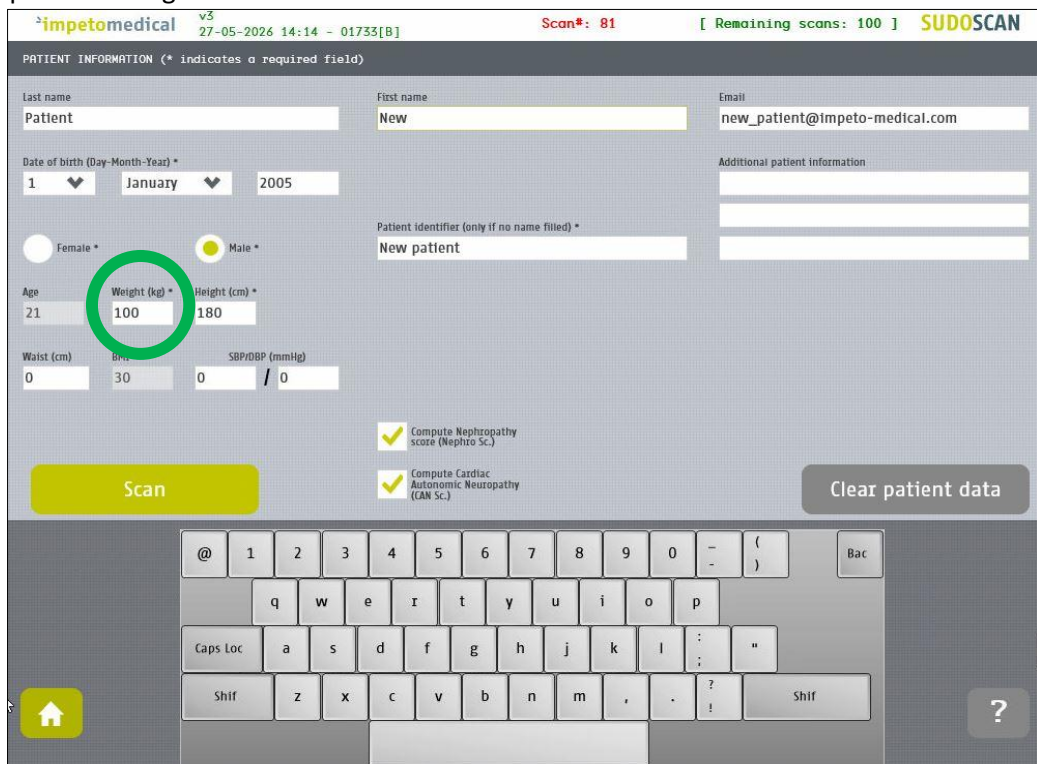 impetomedical
v3
27-05-2026 14:14 - 01733[B]
Scan#: 81
[ Remaining scans: 100 ]
SUDOSCAN
PATIENT INFORMATION (* indicates a required field)
Last name
First name
Email
Patient
New
new_patient@impeto-medical.com
Date of birth (Day-Month-Year) *
Additional patient information
1
January
2005
Patient identifier (only if no name filled) *
Female *
Male *
New patient
Age
Weight (kg) *
Height (cm) *
21
100
180
Waist (cm)
SBP/DBP (mmHg)
0
30
0 / 0
Compute Nephropathy
score (Nephro Sc.)
Compute Cardiac
Autonomic Neuropathy
(CAN Sc.)
Scan
Clear patient data
@ 1 2 3 4 5 6 7 8 9 0 _ - ( ) Bac
q w e r t y u i o p
Caps Loc a s d f g h j k l : ; "
Shif z x c v b n m , . ? ! Shif
?